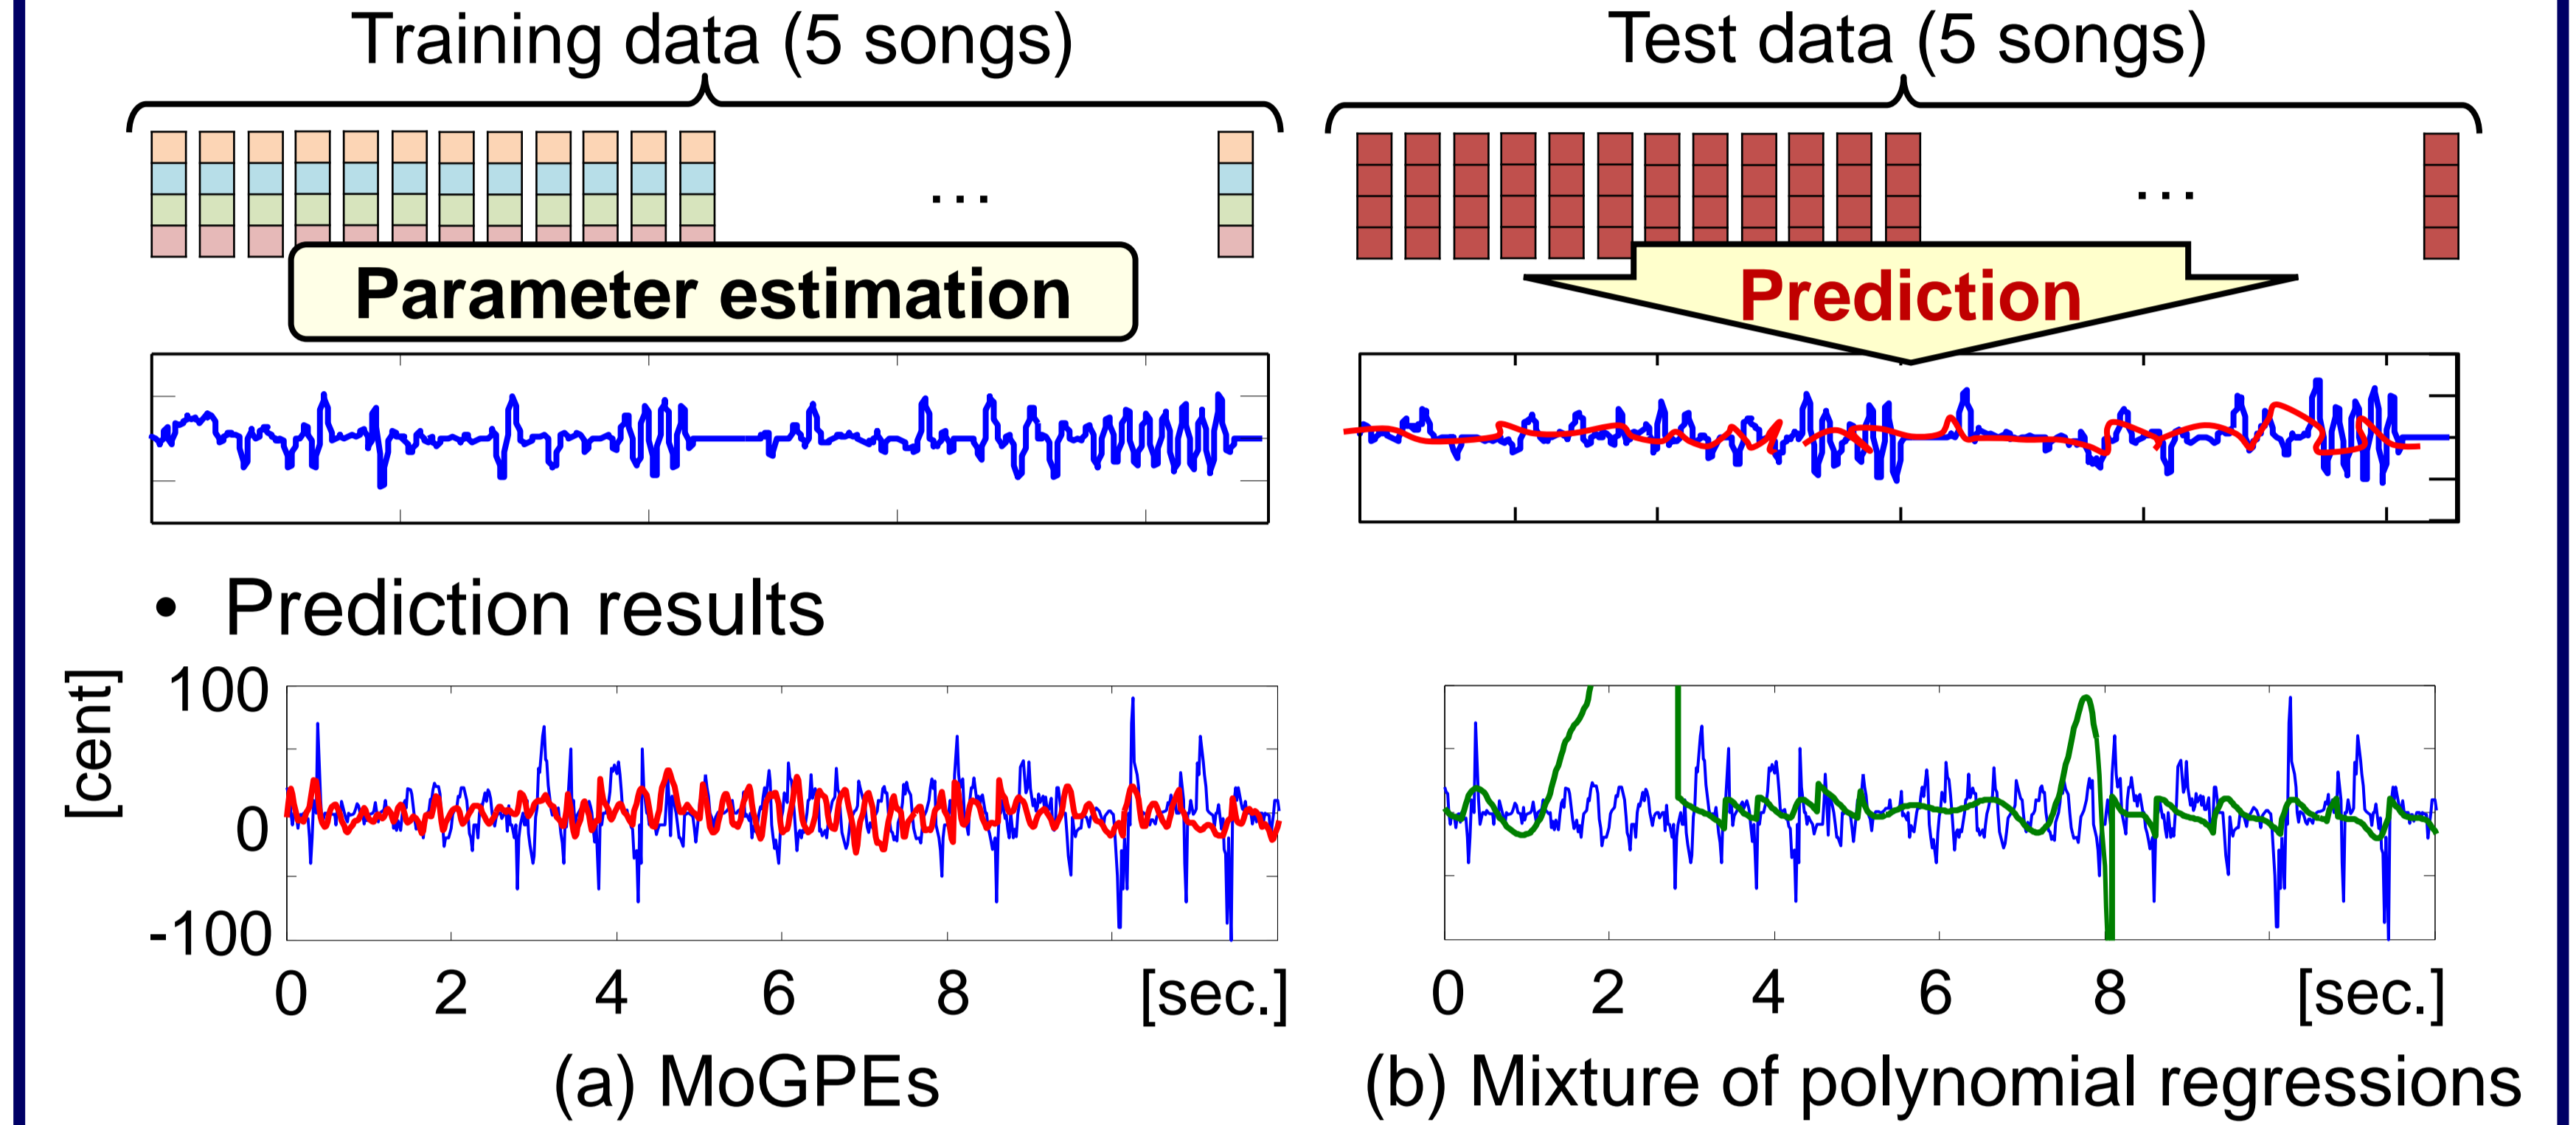 Training data (5 songs)
Test data (5 songs)
...
...
Parameter estimation
Prediction
• Prediction results
[cent]
100
0
-100
0 2 4 6 8 [sec.]
0 2 4 6 8 [sec.]
(a) MoGPEs
(b) Mixture of polynomial regressions